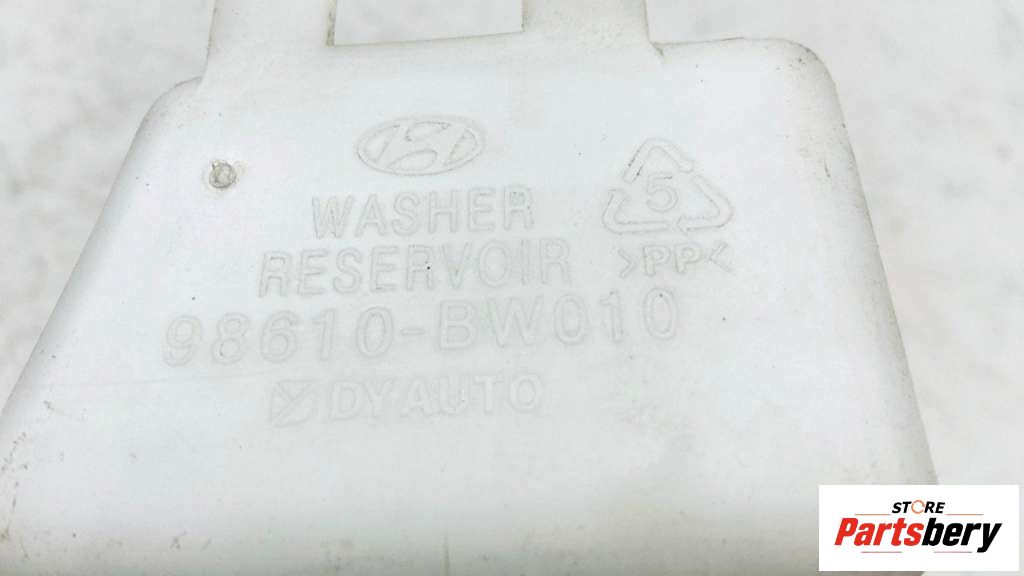 WASHER
RESERVOIR
98610-BW010
DYAUTO
5
>PP<
STORE
Partsbery